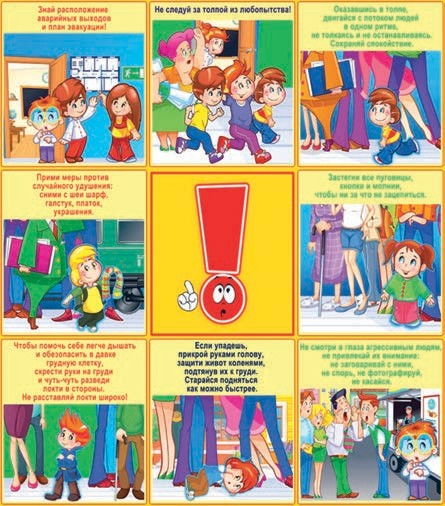 Знай расположение
аварийных выходов
и план эвакуации!
Не следуй за толпой из любопытства!
Оказавшись в толпе,
двигайся с потоком людей
в одном ритме,
не толкаясь и не останавливаясь.
Сохраняй спокойствие.
Прими меры против
случайного удушения:
сними с шеи шарф,
галстук, платок,
украшения.
Застегни все пуговицы,
кнопки и молнии,
чтобы ни за что не зацепиться.
Чтобы помочь себе легче дышать
и обезопасить в давке
грудную клетку,
скрести руки на груди
и чуть-чуть разведи
локти в стороны.
Не расставляй локти широко!
Если упадешь,
прикрой руками голову,
защити живот коленями,
подтянув их к груди.
Старайся подняться
как можно быстрее.
Не смотри в глаза агрессивным людям,
не привлекай их внимание:
не заговаривай с ними,
не спорь, не фотографируй,
не касайся.